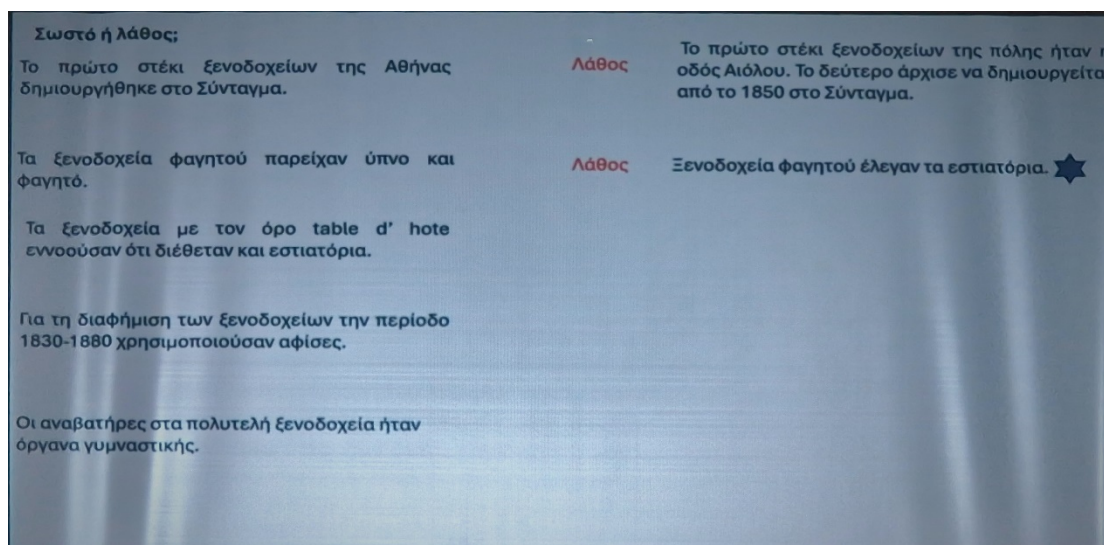 Σωστό ή λάθος;
Το πρώτο στέκι ξενοδοχείων της Αθήνας
δημιουργήθηκε στο Σύνταγμα.
Λάθος
Το πρώτο στέκι ξενοδοχείων της πόλης ήταν
οδός Αιόλου. Το δεύτερο άρχισε να
από το 1850 στο Σύνταγμα.
Τα ξενοδοχεία φαγητού παρείχαν ύπνο και
φαγητό.
Λάθος
Ξενοδοχεία φαγητού έλεγαν τα εστιατόρια.
Τα ξενοδοχεία με τον όρο table d' hote
εννοούσαν ότι διέθεταν και εστιατόρια.
Για τη διαφήμιση των ξενοδοχείων την περίοδο
1830-1880 χρησιμοποιούσαν αφίσες.
Οι αναβατήρες στα πολυτελή ξενοδοχεία ήταν
όργανα γυμναστικής.